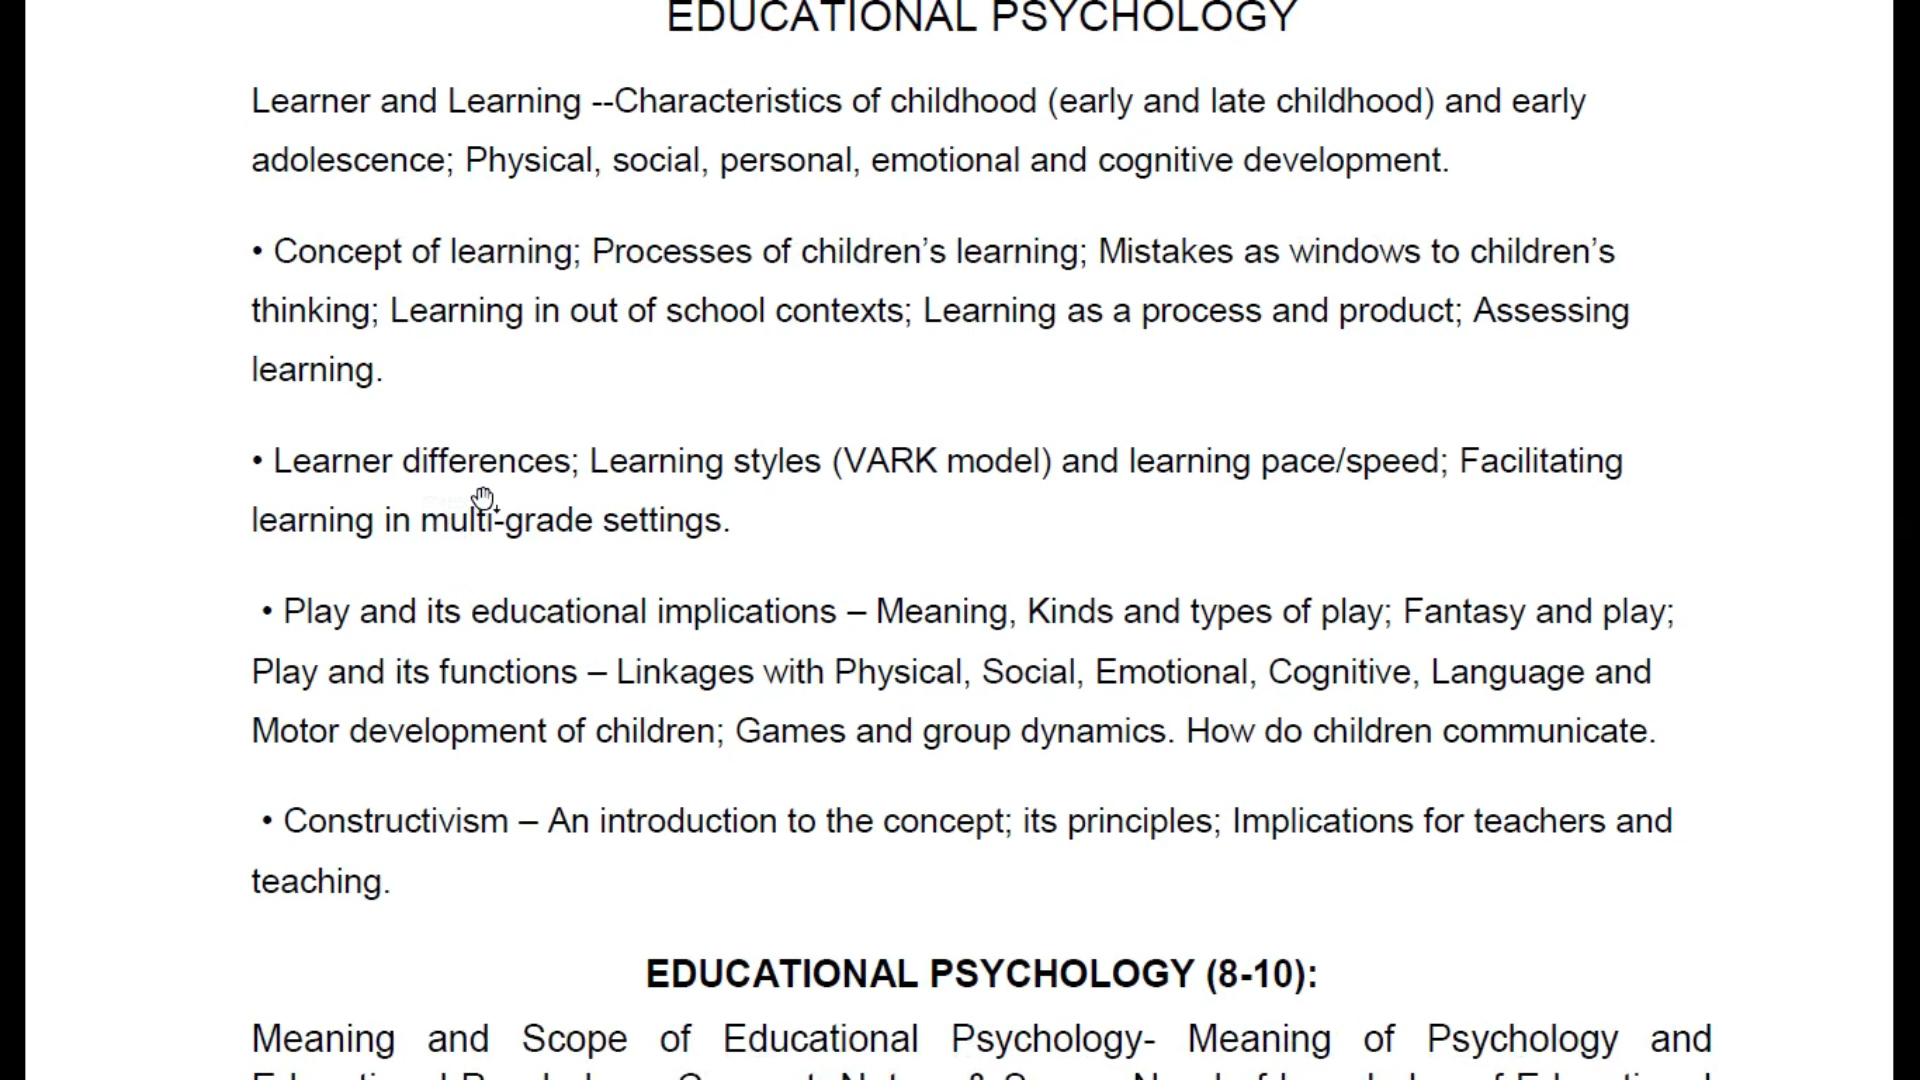 EDUCATIONAL PSYCHOLOGY
Learner and Learning --Characteristics of childhood (early and late childhood) and early
adolescence; Physical, social, personal, emotional and cognitive development.
• Concept of learning; Processes of children’s learning; Mistakes as windows to children’s
thinking; Learning in out of school contexts; Learning as a process and product; Assessing
learning.
• Learner differences; Learning styles (VARK model) and learning pace/speed; Facilitating
learning in multi-grade settings.
• Play and its educational implications – Meaning, Kinds and types of play; Fantasy and play;
Play and its functions – Linkages with Physical, Social, Emotional, Cognitive, Language and
Motor development of children; Games and group dynamics. How do children communicate.
• Constructivism – An introduction to the concept; its principles; Implications for teachers and
teaching.
EDUCATIONAL PSYCHOLOGY (8-10):
Meaning and Scope of Educational Psychology- Meaning of Psychology and